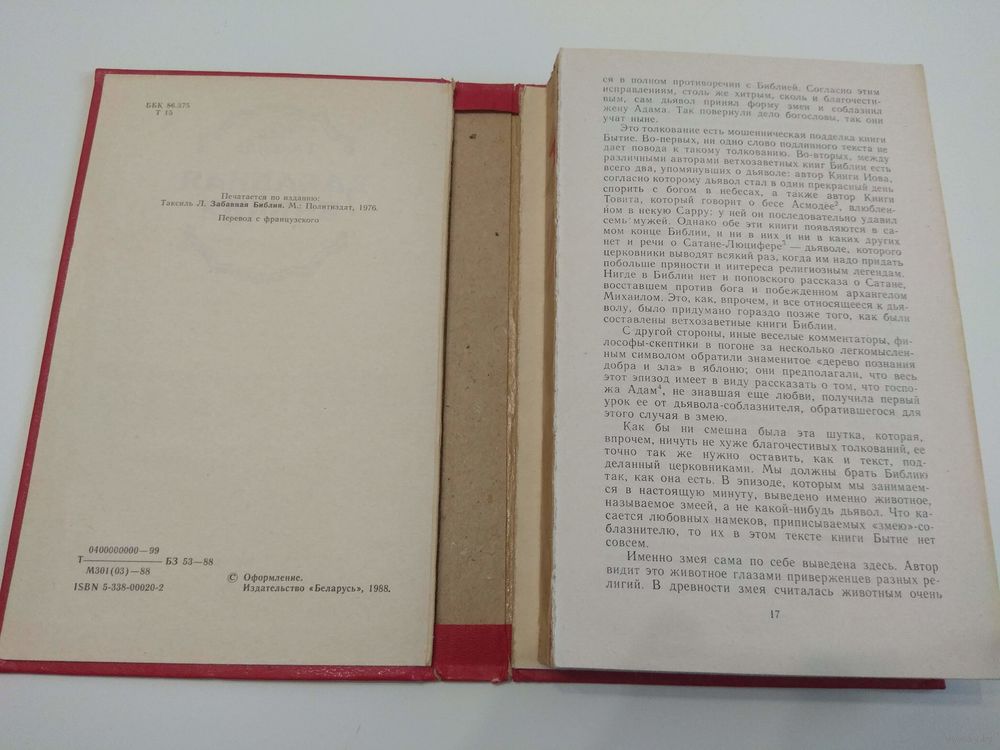 ББК 86.375
Т 15
Печатается по изданию:
Таксиль Л. Забавная Библия. М.: Политиздат, 1976.
Перевод с французского
0400000000—99
Т———— БЗ 53—88
М301(03)—88
ISBN 5-338-00020-2
© Оформление.
Издательство «Беларусь», 1988.
ся в полном противоречии с Библией. Согласно этим
исправлениям, столь же хитрым, сколь и благочести-
вым, сам дьявол принял форму змеи и соблазнил
жену Адама. Так повернули дело богословы, так они
учат ныне.
Это толкование есть мошенническая подделка книги
Бытие. Во-первых, ни одно слово подлинного текста не
дает повода к такому толкованию. Во-вторых, между
различными авторами ветхозаветных книг Библии есть
всего два, упомянувших о дьяволе: автор Книги Иова,
согласно которому дьявол стал в один прекрасный день
спорить с богом в небесах, а также автор Книги
Товита, который говорит о бесе Асмодее², влюблен-
ном в некую Сарру: у ней он последовательно удавил
семь мужей. Однако обе эти книги появляются в са-
мом конце Библии, и ни в них и ни в каких других
нет и речи о Сатане-Люцифере³ — дьяволе, которого
церковники выводят всякий раз, когда им надо придать
побольше пряности и интереса религиозным легендам.
Нигде в Библии нет и поповского рассказа о Сатане,
восставшем против бога и побежденном архангелом
Михаилом. Это, как, впрочем, и все относящееся к дья-
волу, было придумано гораздо позже того, как были
составлены ветхозаветные книги Библии.
С другой стороны, иные веселые комментаторы, фи-
лософы-скептики в погоне за несколько легкомыслен-
ным символом обратили знаменитое «дерево познания
добра и зла» в яблоню; они предполагали, что весь
этот эпизод имеет в виду рассказать о том, что госпо-
жа Адам⁴, не знавшая еще любви, получила первый
урок ее от дьявола-соблазнителя, обратившегося для
этого случая в змею.
Как бы ни смешна была эта шутка, которая,
впрочем, ничуть не хуже благочестивых толкований, ее
точно так же нужно оставить, как и текст, под-
деланный церковниками. Мы должны брать Библию
так, как она есть. В эпизоде, которым мы занимаем-
ся в настоящую минуту, выведено именно животное,
называемое змеей, а не какой-нибудь дьявол. Что ка-
сается любовных намеков, приписываемых «змею»-со-
блазнителю, то их в этом тексте книги Бытие нет
совсем.
Именно змея сама по себе выведена здесь. Автор
видит это животное глазами приверженцев разных ре-
лигий. В древности змея считалась животным очень
17